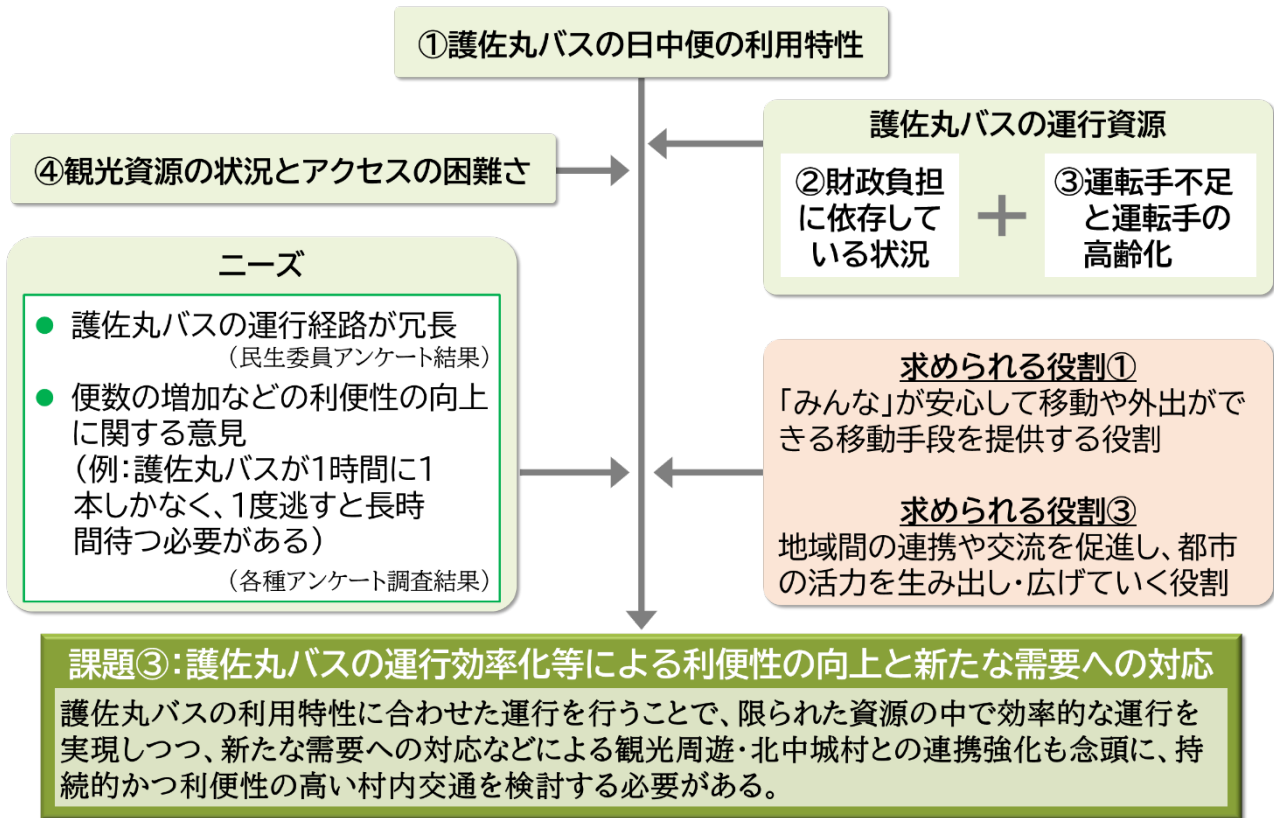 ①護佐丸バスの日中便の利用特性
護佐丸バスの運行資源
②財政負担
に依存して
いる状況
＋
③運転手不足
と運転手の
高齢化
④観光資源の状況とアクセスの困難さ
ニーズ
● 護佐丸バスの運行経路が冗長
（民生委員アンケート結果）
● 便数の増加などの利便性の向上
に関する意見
（例：護佐丸バスが１時間に１
本しかなく、１度逃すと長時
間待つ必要がある）
（各種アンケート調査結果）
求められる役割①
「みんな」が安心して移動や外出がで
きる移動手段を提供する役割
求められる役割③
地域間の連携や交流を促進し、都市
の活力を生み出し・広げていく役割
課題③：護佐丸バスの運行効率化等による利便性の向上と新たな需要への対応
護佐丸バスの利用特性に合わせた運行を行うことで、限られた資源の中で効率的な運行を
実現しつつ、新たな需要への対応などによる観光周遊・北中城村との連携強化も念頭に、持
続的かつ利便性の高い村内交通を検討する必要がある。